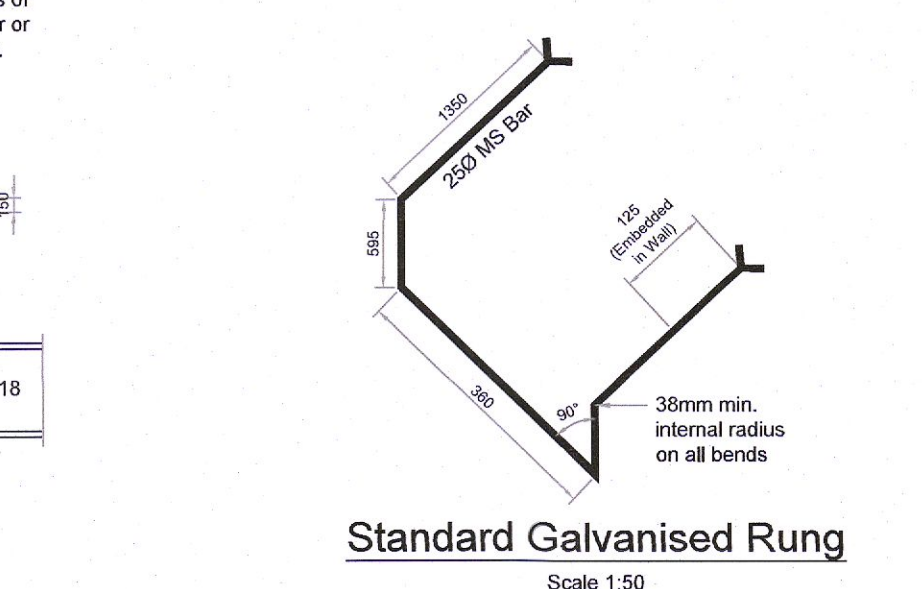 r or
1350
25Ø MS Bar
150
595
125
(Embedded
in Wall)
18
360
90°
38mm min.
internal radius
on all bends
Standard Galvanised Rung
Scale 1:50